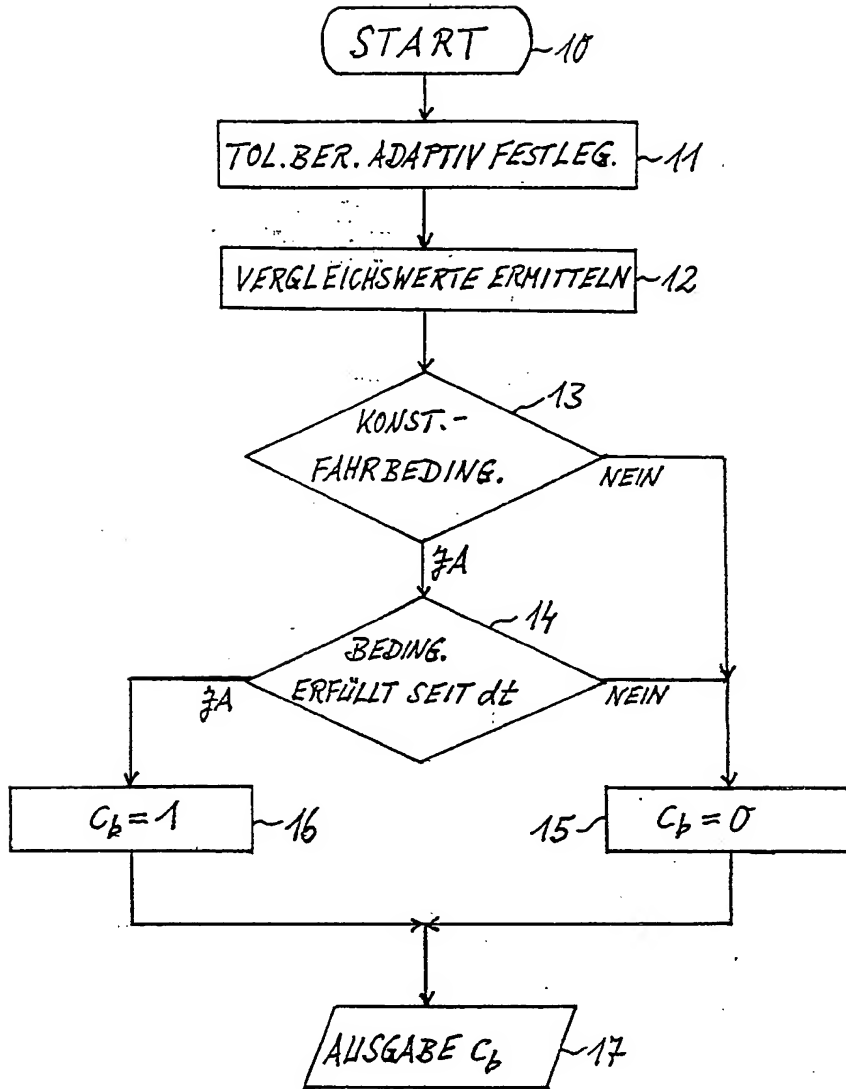 START
10
TOL.BER. ADAPTIV FESTLEG.
11
VERGLEICHSWERTE ERMITTELN
12
13
KONST.-
FAHRBEDING.
NEIN
JA
14
BEDING.
ERFÜLLT SEIT dt
JA
NEIN
C_b = 1
16
15
C_b = 0
AUSGABE C_b
17